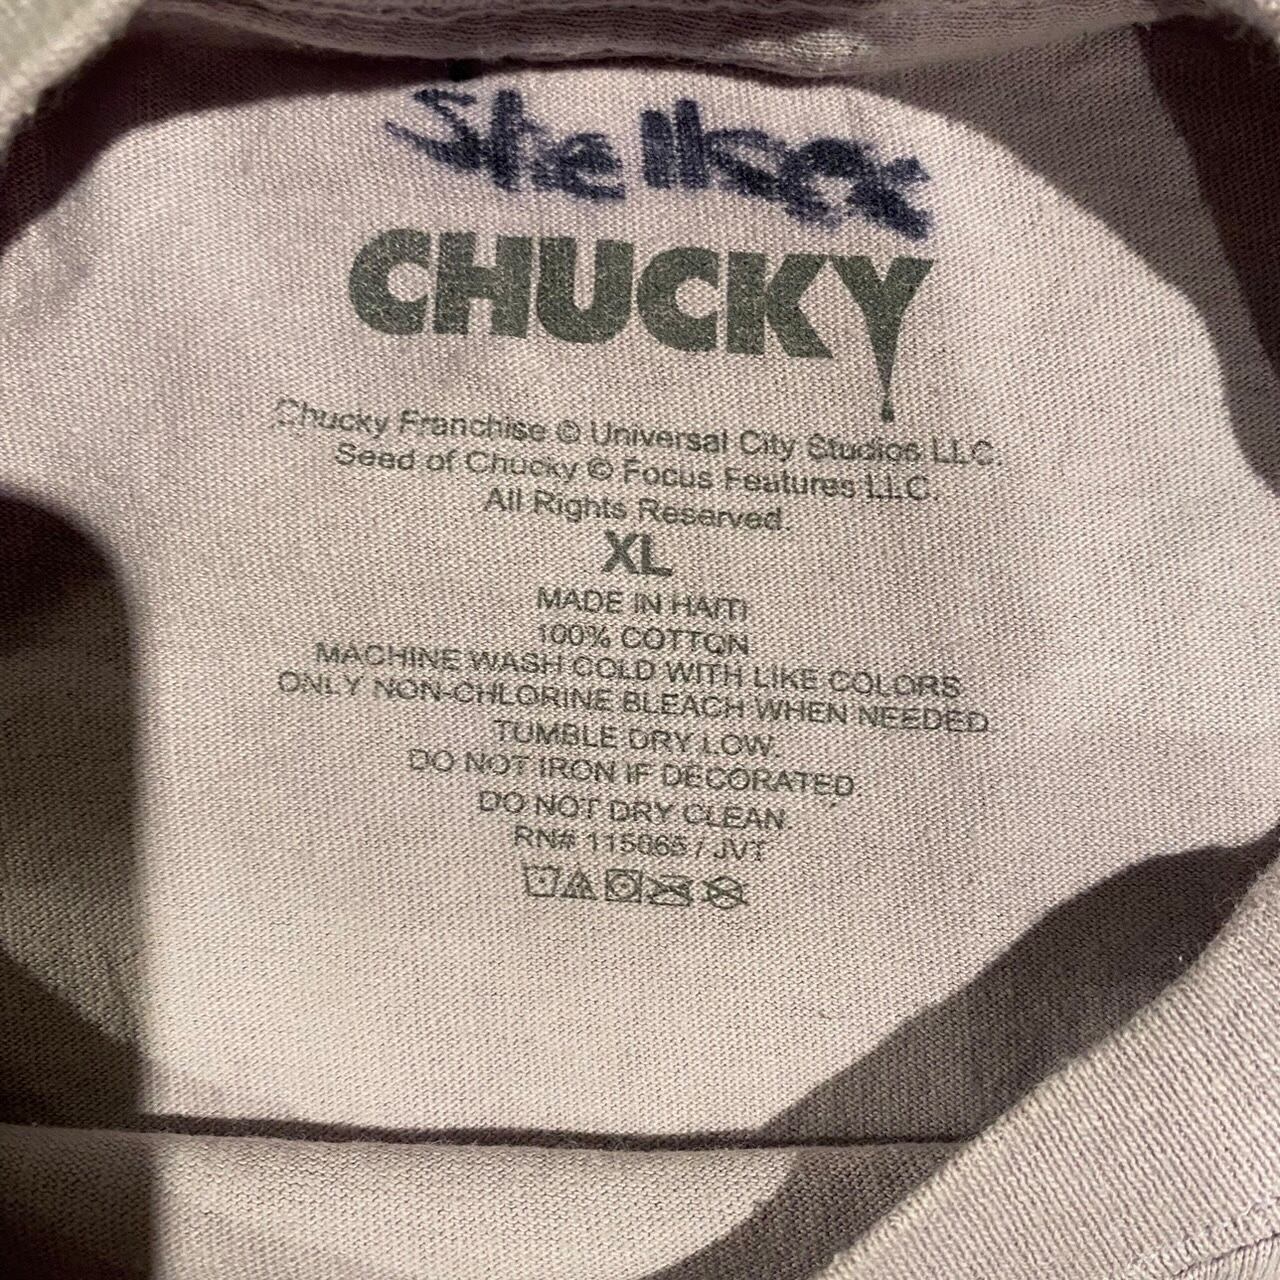 CHUCKY
Chucky Franchise © Universal City Studios LLC.
Seed of Chucky © Focus Features LLC.
All Rights Reserved.
XL
MADE IN HAITI
100% COTTON
MACHINE WASH COLD WITH LIKE COLORS
ONLY NON-CHLORINE BLEACH WHEN NEEDED
TUMBLE DRY LOW.
DO NOT IRON IF DECORATED.
DO NOT DRY CLEAN.
RN# 115065 / JVT